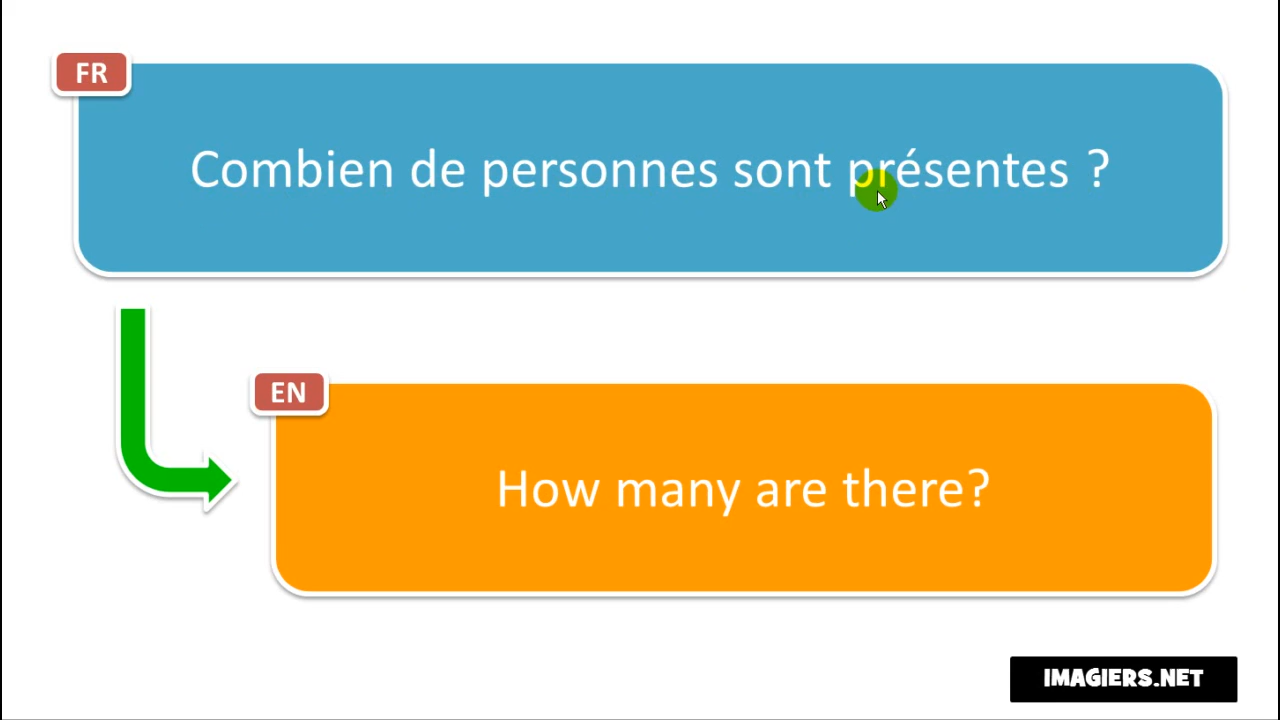 FR
Combien de personnes sont présentes ?
EN
How many are there?
IMAGIERS.NET